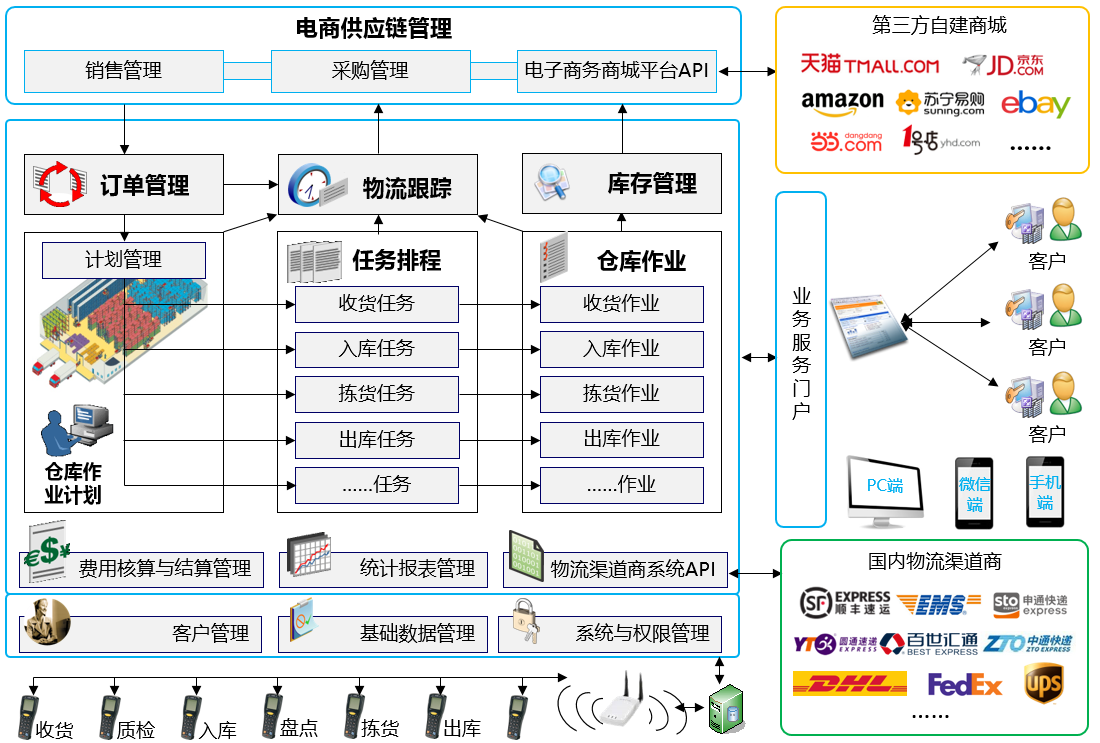 电商供应链管理
销售管理
采购管理
电子商务商城平台API
第三方自建商城
天猫 TMALL.COM
JD.京东
.COM
amazon
苏宁易购
suning.com
ebay
当当.com
dangdang
1号店
yhd.com
......
订单管理
物流跟踪
库存管理
计划管理
任务排程
仓库作业
收货任务
收货作业
入库任务
入库作业
拣货任务
拣货作业
出库任务
出库作业
......任务
......作业
仓库作
业计划
业务服务门户
客户
客户
客户
PC端
微信
端
手机
端
费用核算与结算管理
统计报表管理
物流渠道商系统API
客户管理
基础数据管理
系统与权限管理
国内物流渠道商
SF EXPRESS
顺丰速运
EMS
sto 申通快递
express
YTO 圆通速递
EXPRESS
百世汇通
BEST EXPRESS
ZTO 中通快递
ZTO EXPRESS
DHL
FedEx
ups
......
收货
质检
入库
盘点
拣货
出库